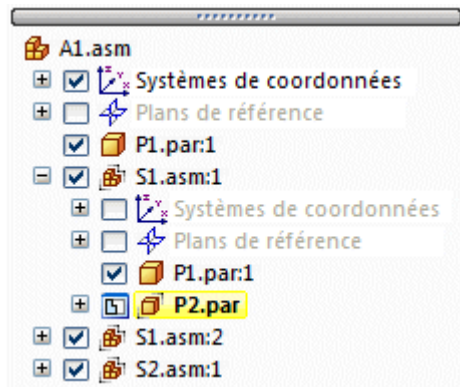 A1.asm
Systèmes de coordonnées
Plans de référence
P1.par:1
S1.asm:1
Systèmes de coordonnées
Plans de référence
P1.par:1
P2.par
S1.asm:2
S2.asm:1